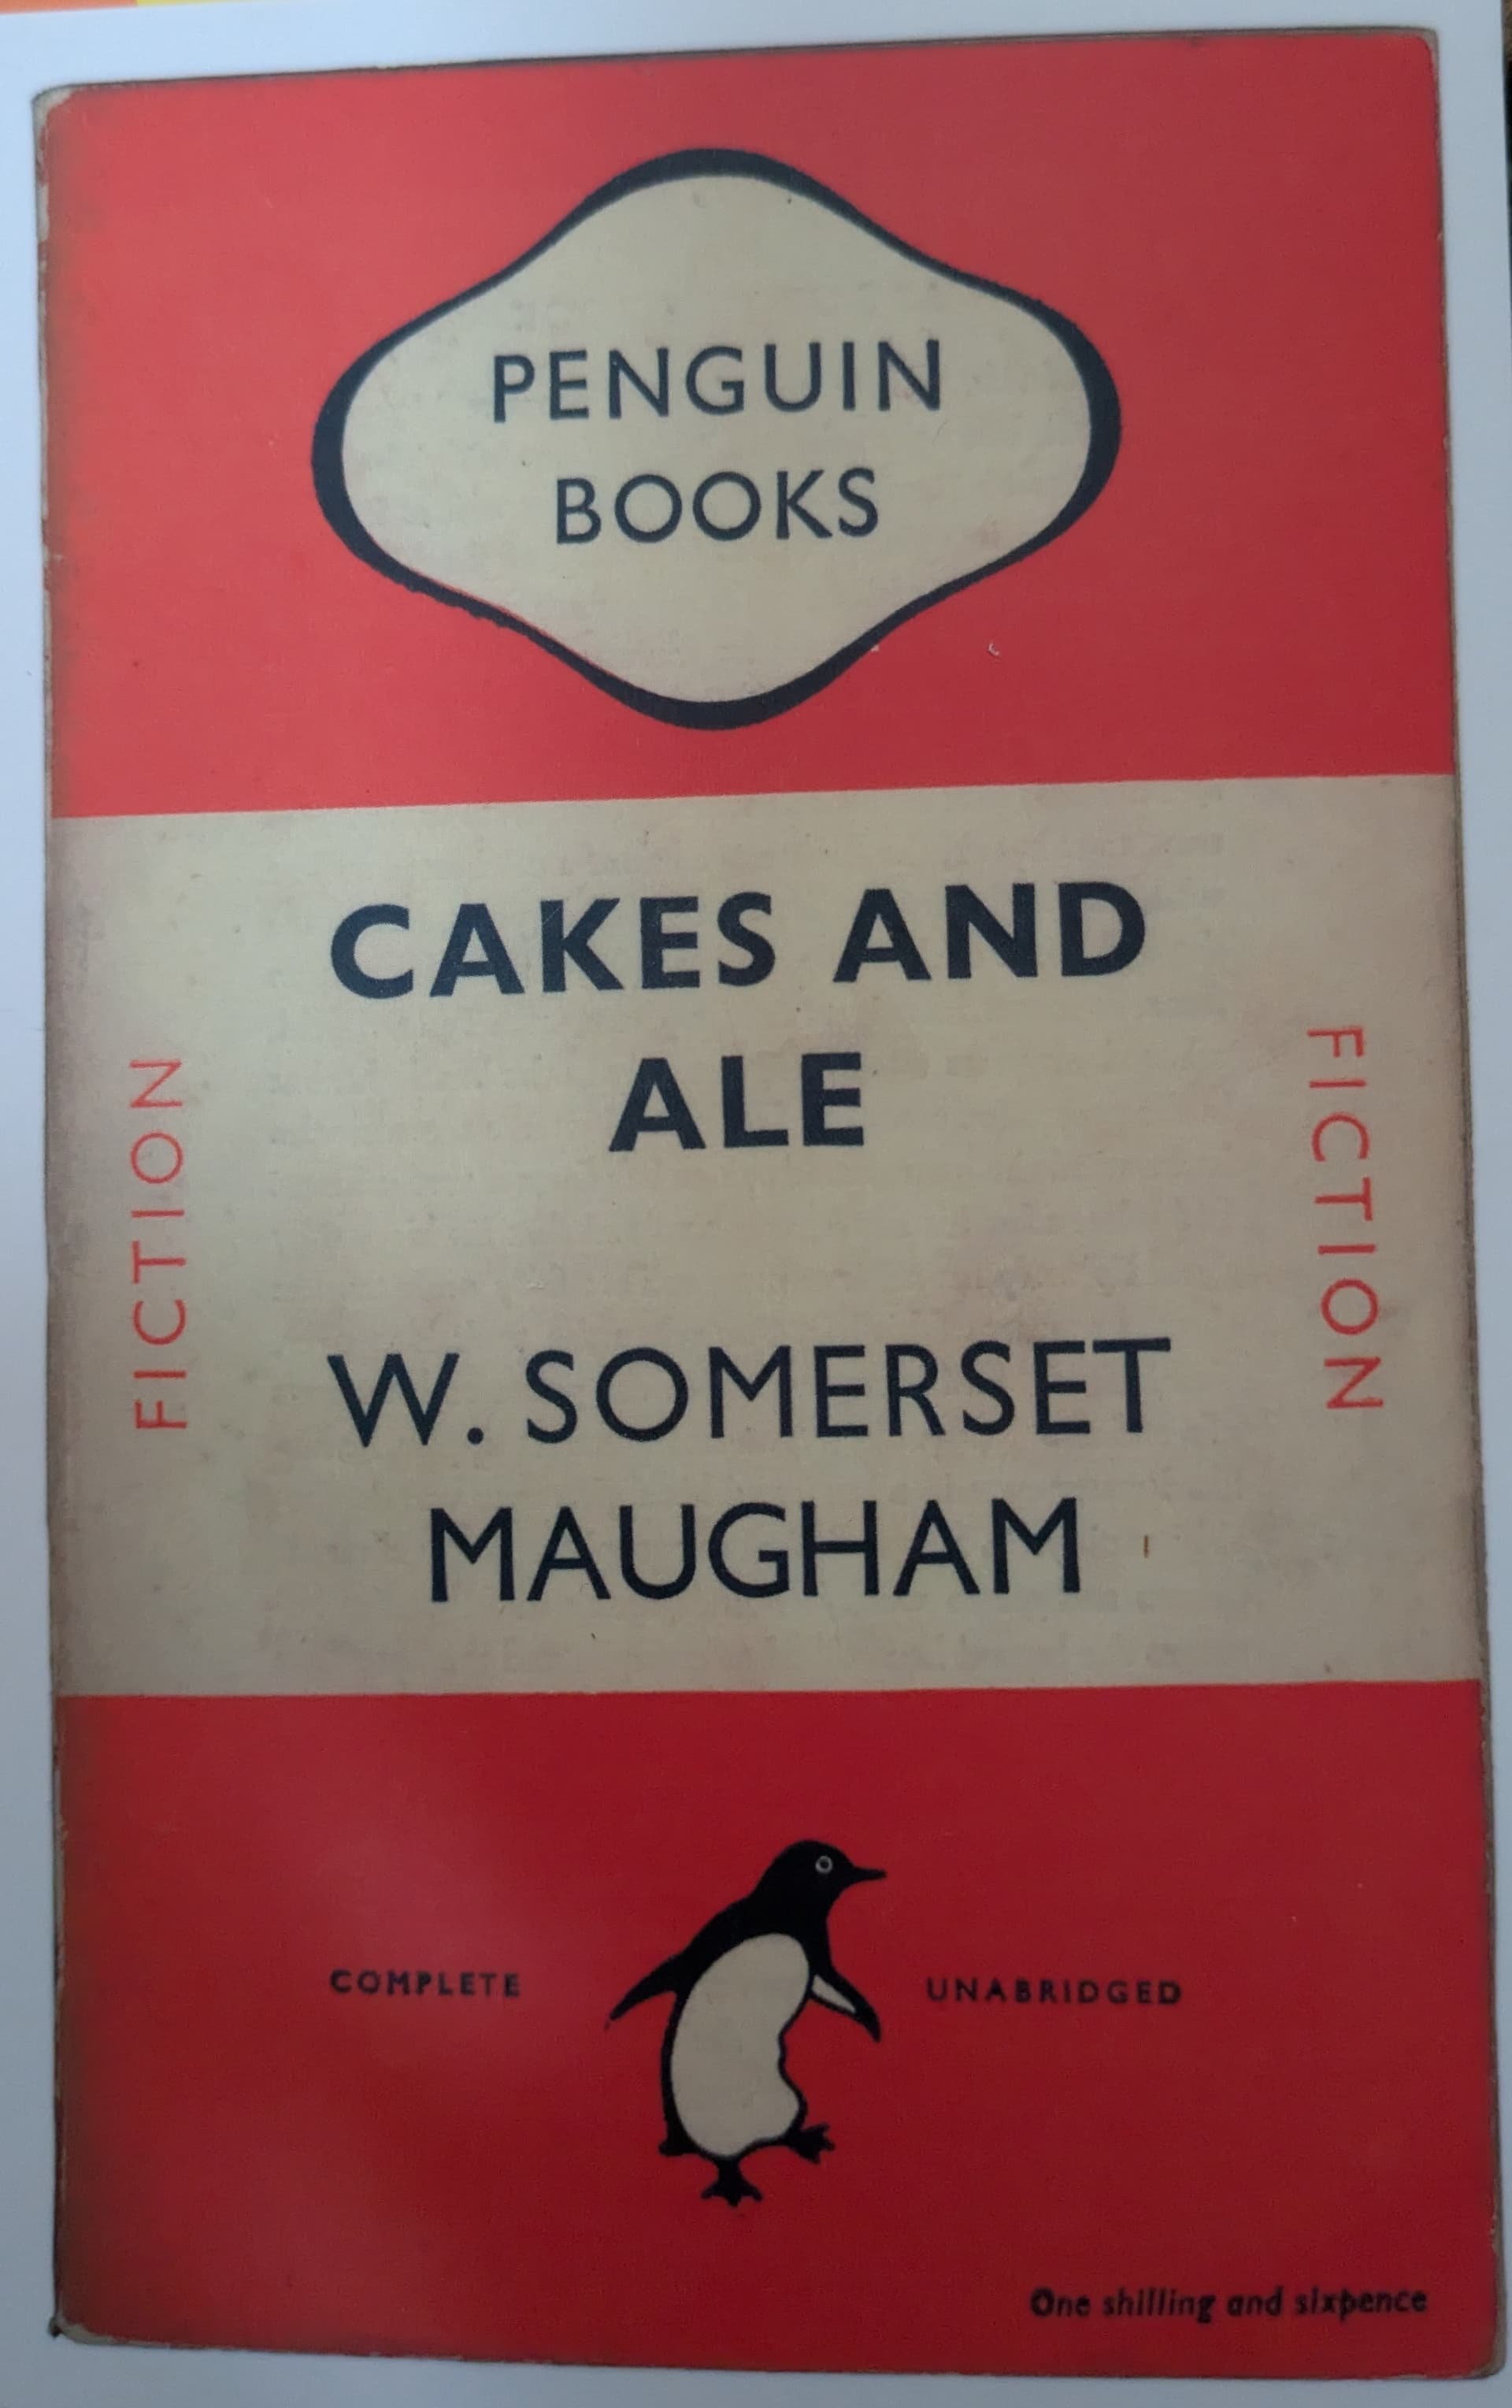 PENGUIN
BOOKS
CAKES AND
ALE
FICTION
FICTION
W. SOMERSET
MAUGHAM
COMPLETE
UNABRIDGED
One shilling and sixpence